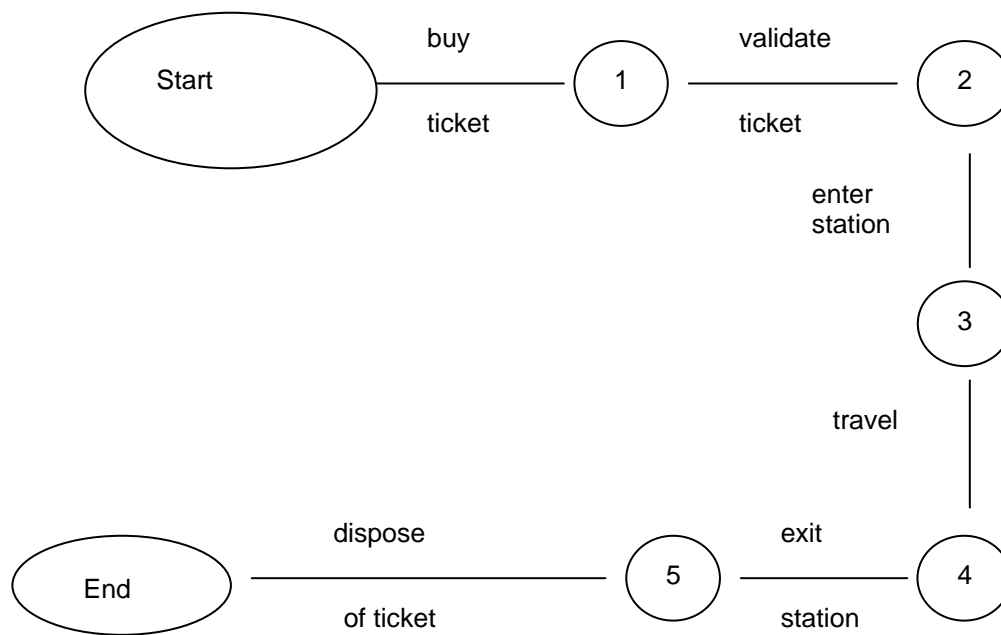 Start
buy
ticket
1
validate
ticket
2
enter
station
3
travel
4
exit
station
5
dispose
of ticket
End